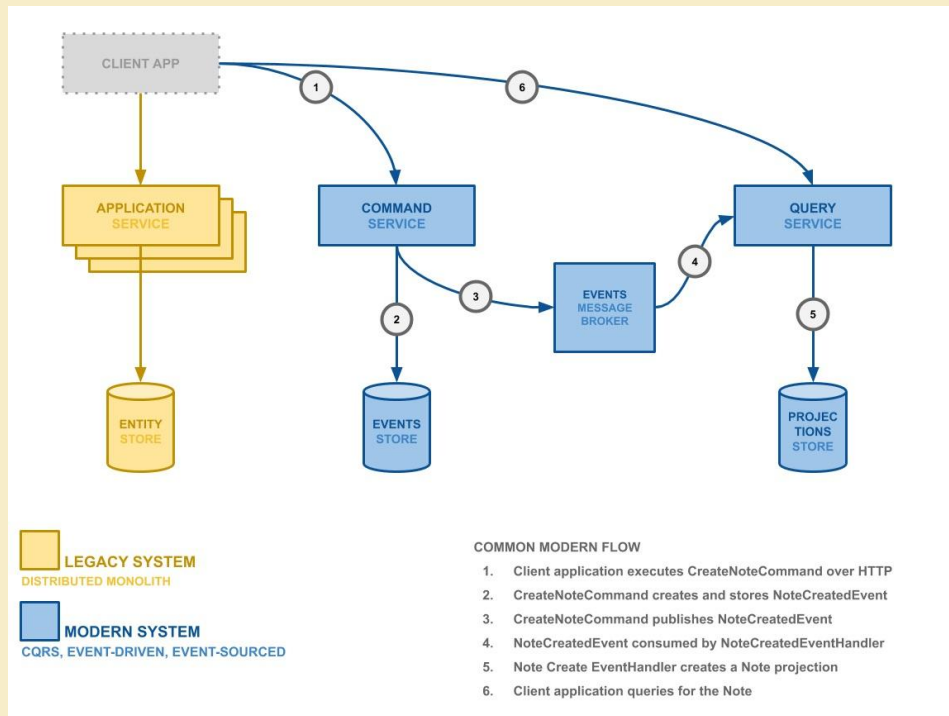 CLIENT APP
1
6
APPLICATION
SERVICE
COMMAND
SERVICE
QUERY
SERVICE
4
3
EVENTS
MESSAGE
BROKER
2
5
ENTITY
STORE
EVENTS
STORE
PROJEC
TIONS
STORE
LEGACY SYSTEM
DISTRIBUTED MONOLITH
MODERN SYSTEM
CQRS, EVENT-DRIVEN, EVENT-SOURCED
COMMON MODERN FLOW
1. Client application executes CreateNoteCommand over HTTP
2. CreateNoteCommand creates and stores NoteCreatedEvent
3. CreateNoteCommand publishes NoteCreatedEvent
4. NoteCreatedEvent consumed by NoteCreatedEventHandler
5. Note Create EventHandler creates a Note projection
6. Client application queries for the Note